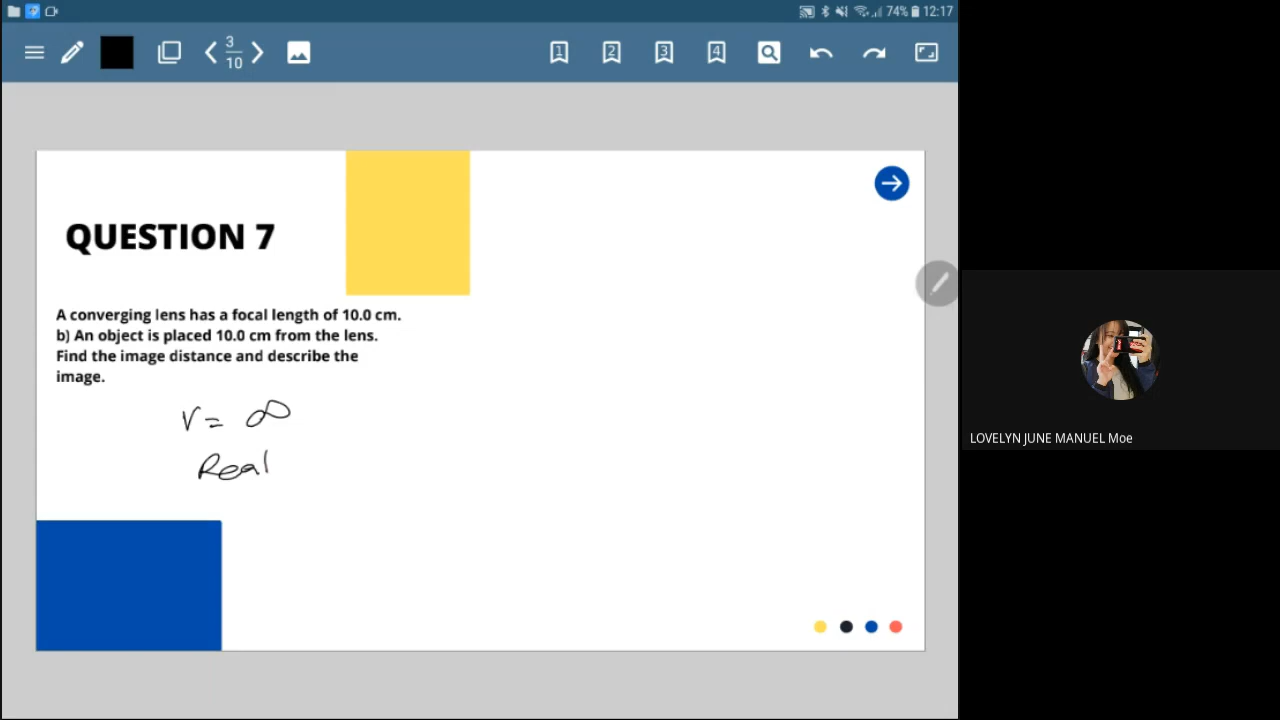 74% 12:17
3
10
1 2 3 4
QUESTION 7
A converging lens has a focal length of 10.0 cm.
b) An object is placed 10.0 cm from the lens.
Find the image distance and describe the
image.
V = ∞
Real
LOVELYN JUNE MANUEL Moe